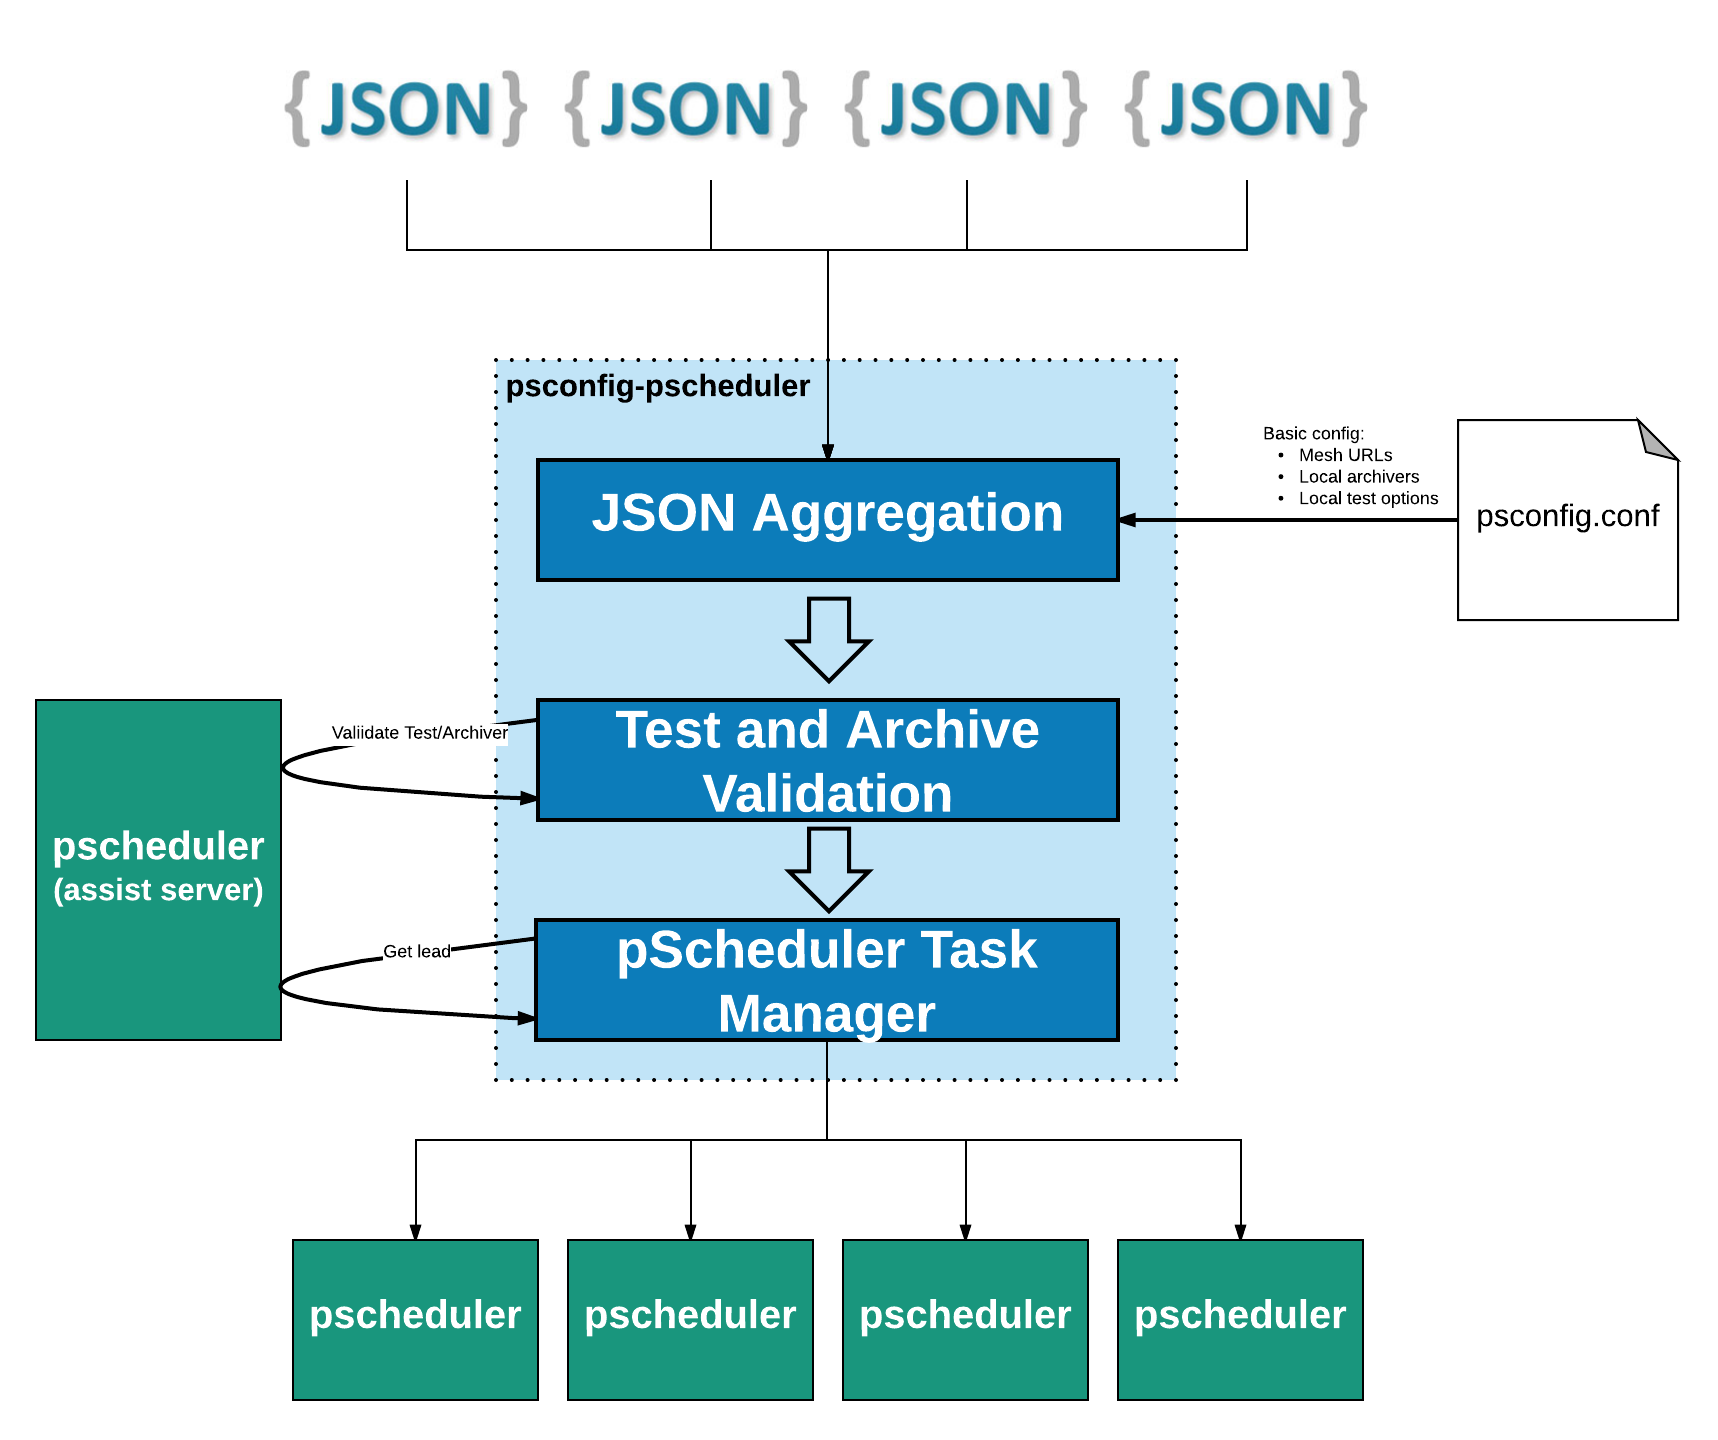 {JSON} {JSON} {JSON} {JSON}
psconfig-pscheduler
JSON Aggregation
Basic config:
• Mesh URLs
• Local archivers
• Local test options
psconfig.conf
Valiidate Test/Archiver
Test and Archive
Validation
pscheduler
(assist server)
Get lead
pScheduler Task
Manager
pscheduler pscheduler pscheduler pscheduler